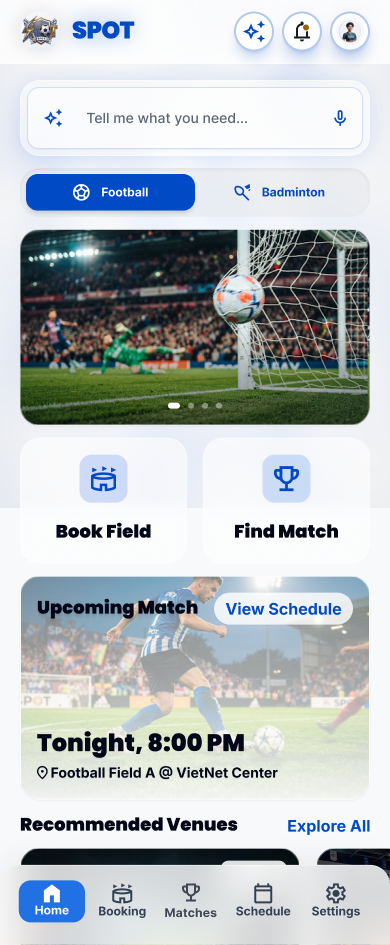 SPOT
Tell me what you need...
Football
Badminton
Book Field
Find Match
Upcoming Match
View Schedule
Tonight, 8:00 PM
Football Field A @ VietNet Center
Recommended Venues
Explore All
Home
Booking
Matches
Schedule
Settings